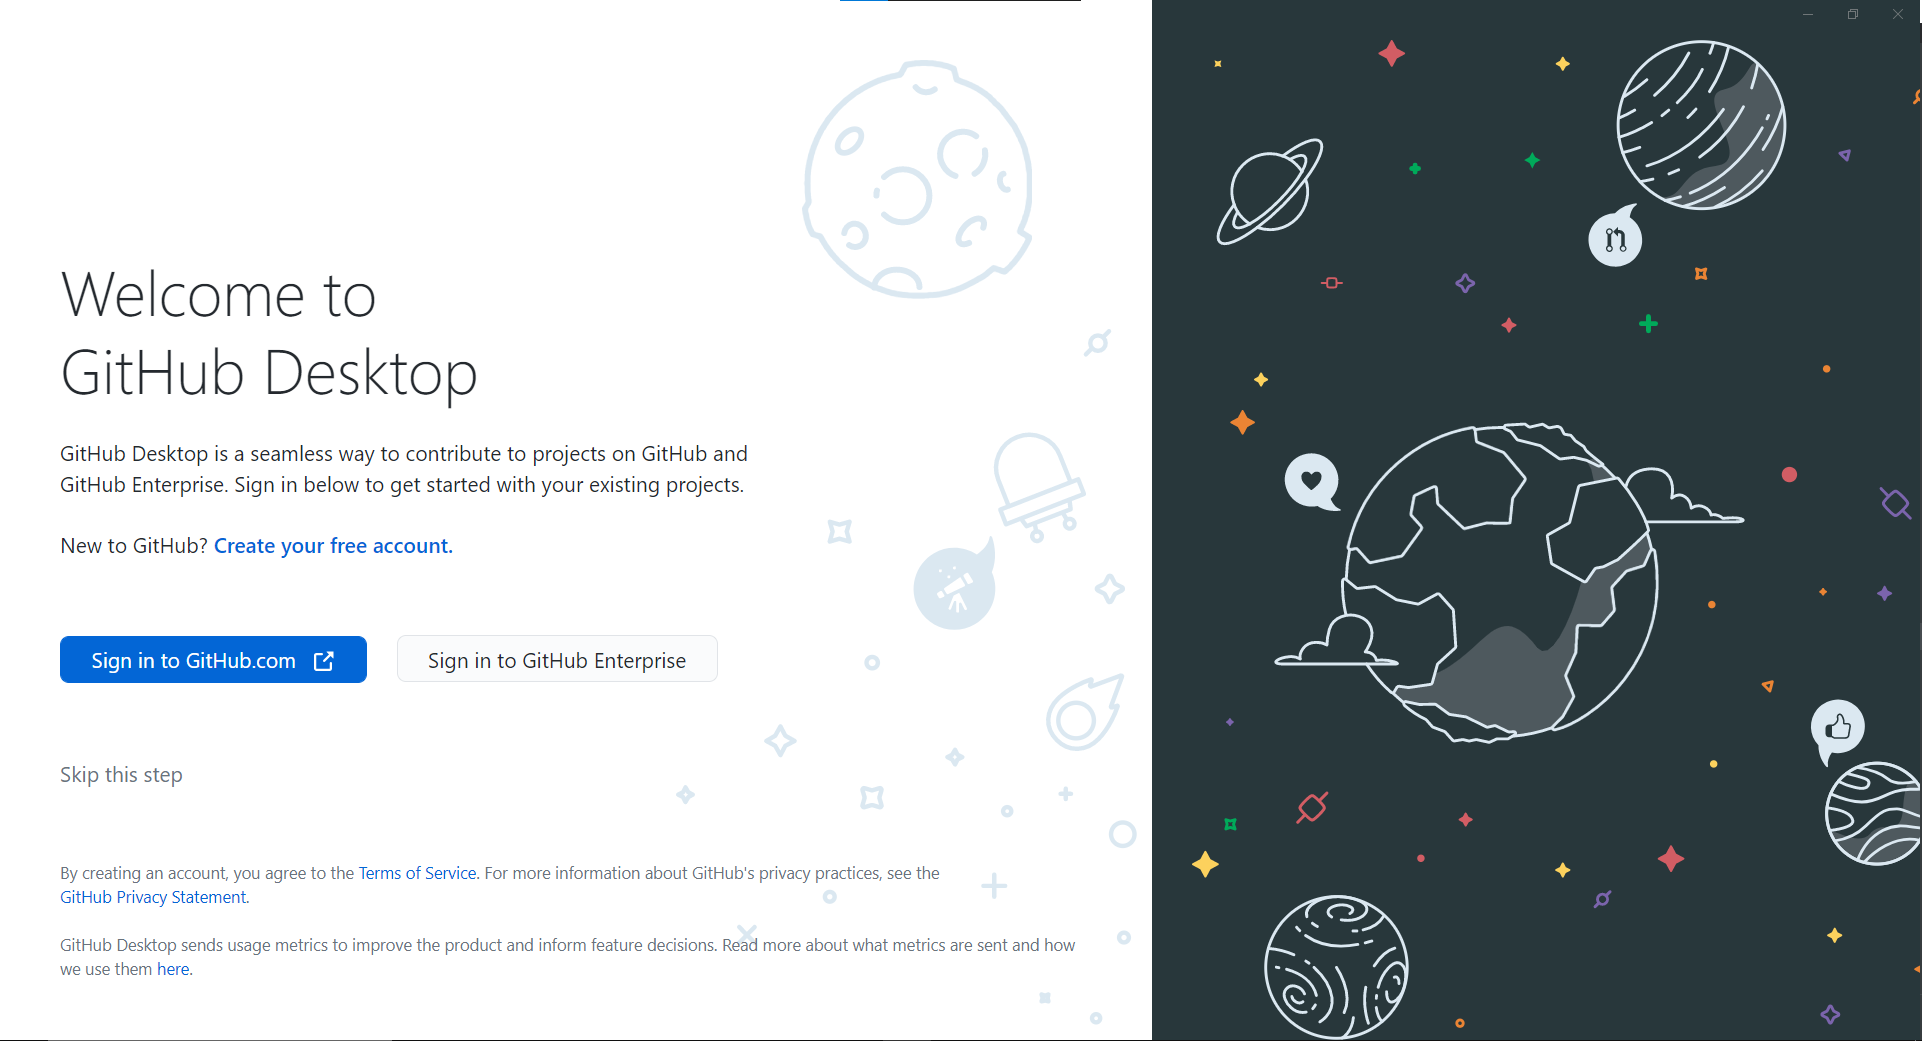 Welcome to
GitHub Desktop
GitHub Desktop is a seamless way to contribute to projects on GitHub and
GitHub Enterprise. Sign in below to get started with your existing projects.
New to GitHub? Create your free account.
Sign in to GitHub.com
Sign in to GitHub Enterprise
Skip this step
By creating an account, you agree to the Terms of Service. For more information about GitHub's privacy practices, see the
GitHub Privacy Statement.
GitHub Desktop sends usage metrics to improve the product and inform feature decisions. Read more about what metrics are sent and how
we use them here.